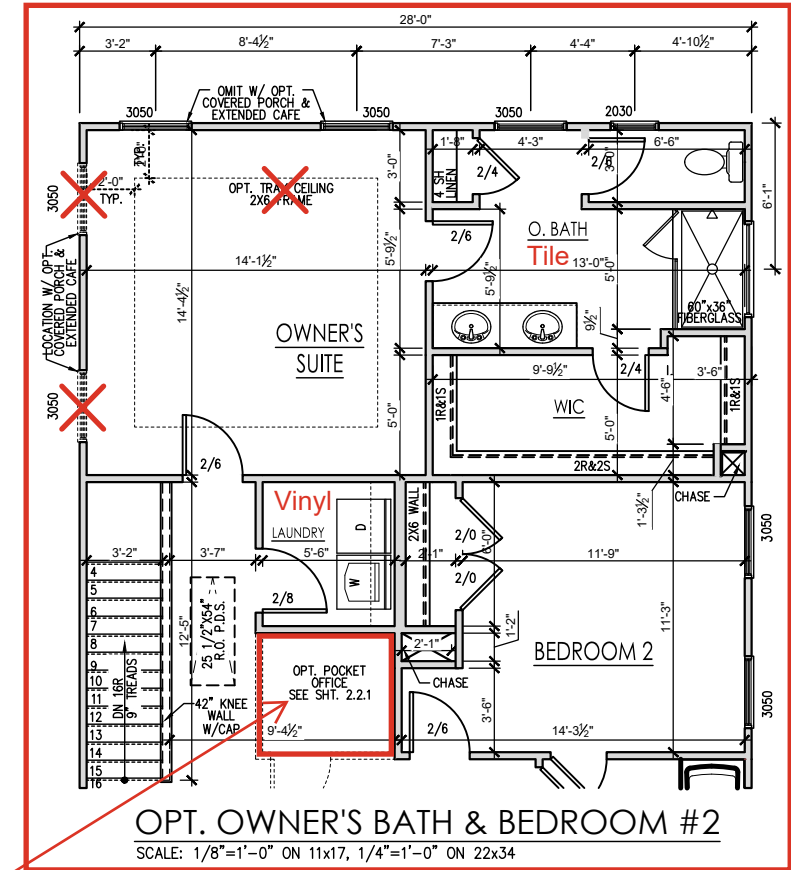 28'-0"
3'-2"
8'-4½"
7'-3"
4'-4"
4'-10½"
OMIT W/ OPT.
COVERED PORCH &
EXTENDED CAFE
3050
3050
3050
2030
TYP.
2'-0"
3'-0"
1'-8"
4'-3"
6'-6"
3'-0"
2/4
2/8
4 SH
LINEN
6'-1"
3050
2'-0"
TYP.
OPT. TRAY CEILING
2X6 FRAME
2/6
O. BATH
Tile
5'-9½"
14'-1½"
13'-0"
5'-9½"
5'-0"
14'-4½"
LOCATION W/ OPT.
COVERED PORCH &
EXTENDED CAFE
60"x36"
FIBERGLASS
9½"
OWNER'S
SUITE
9'-9½"
2/4
3'-6"
4'-6"
3050
5'-0"
1R&1S
WIC
5'-0"
1R&1S
2/6
2R&2S
CHASE
1'-3½"
Vinyl
LAUNDRY
D
2X6 WALL
2/0
6'-0"
3050
3'-2"
3'-7"
5'-6"
2'-1"
11'-9"
W
2/0
4
5
6
7
8
9
10
11
12
13
14
15
16
DN 16R
9" TREADS
12'-5"
25 1/2"X54"
R.O. P.D.S.
2/8
1'-2"
11'-3"
2'-1"
BEDROOM 2
OPT. POCKET
OFFICE
SEE SHT. 2.2.1
CHASE
42" KNEE
WALL
W/CAP
9'-4½"
3'-6"
2/6
14'-3½"
3050
OPT. OWNER'S BATH & BEDROOM #2
SCALE: 1/8"=1'-0" ON 11x17, 1/4"=1'-0" ON 22x34